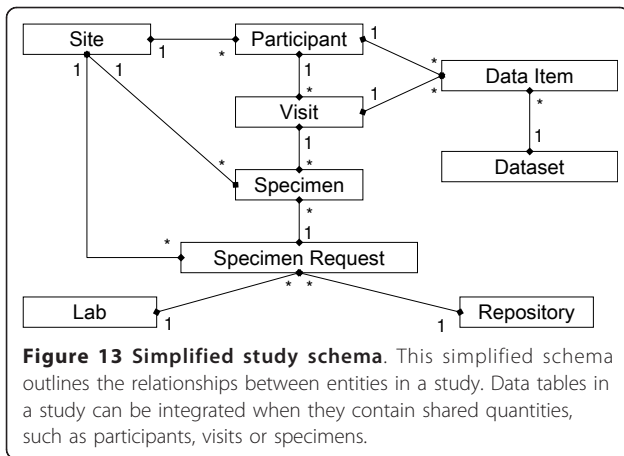 Site
Participant
Data Item
Visit
Dataset
Specimen
Specimen Request
Lab
Repository
1
*
1
1
1
*
1
*
1
*
*
1
*
1
*
*
1
*
*
*
1
1
Figure 13 Simplified study schema. This simplified schema
outlines the relationships between entities in a study. Data tables in
a study can be integrated when they contain shared quantities,
such as participants, visits or specimens.